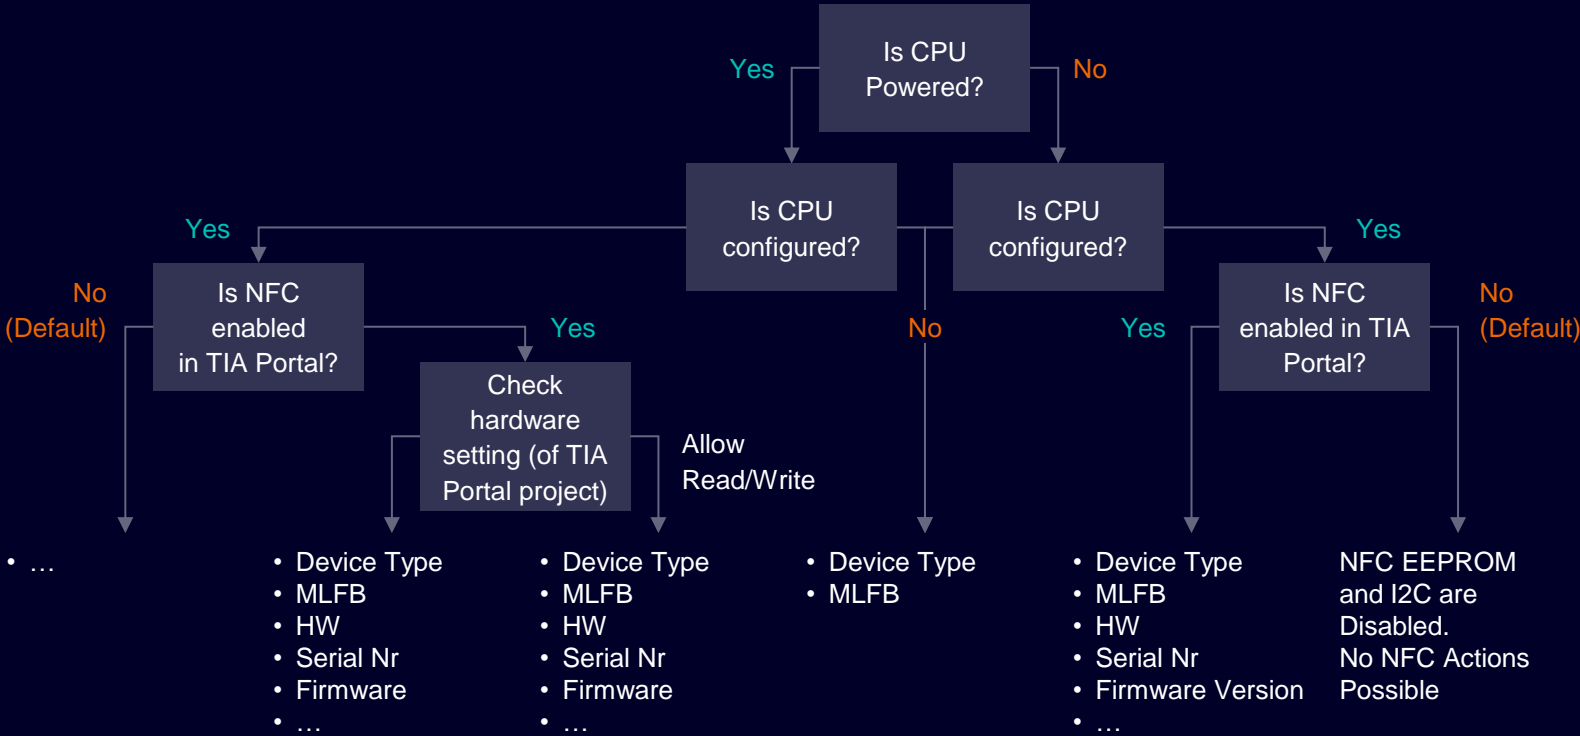 Is CPU
Powered?
Yes
No
Is CPU
configured?
Is CPU
configured?
Yes
Yes
No
(Default)
Is NFC
enabled
in TIA Portal?
Yes
No
Yes
Is NFC
enabled in TIA
Portal?
No
(Default)
Check
hardware
setting (of TIA
Portal project)
Allow
Read/Write
• …
• Device Type
• MLFB
• HW
• Serial Nr
• Firmware
• …
• Device Type
• MLFB
• HW
• Serial Nr
• Firmware
• …
• Device Type
• MLFB
• Device Type
• MLFB
• HW
• Serial Nr
• Firmware Version
• …
NFC EEPROM
and I2C are
Disabled.
No NFC Actions
Possible